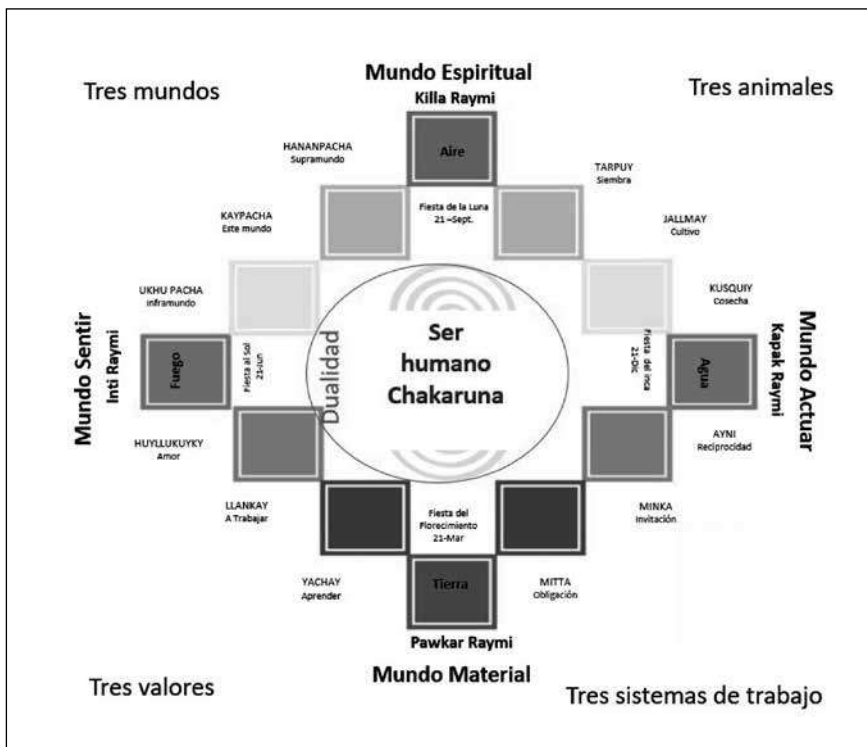 Mundo Espiritual
Killa Raymi
Tres mundos
Tres animales
HANANPACHA
Supramundo
Aire
TARPUY
Siembra
Fiesta de la Luna
21 –Sept.
KAYPACHA
Este mundo
JALLMAY
Cultivo
UKHU PACHA
Inframundo
KUSQUIY
Cosecha
Mundo Sentir
Inti Raymi
Fuego
Fiesta al Sol
21-Jun
Dualidad
Ser
humano
Chakaruna
Fiesta del inca
21-Dic
Agua
Kapak Raymi
Mundo Actuar
HUYLLUKUYKY
Amor
AYNI
Reciprocidad
LLANKAY
A Trabajar
MINKA
Invitación
Fiesta del
Florecimiento
21-Mar
YACHAY
Aprender
Tierra
MITTA
Obligación
Pawkar Raymi
Mundo Material
Tres valores
Tres sistemas de trabajo